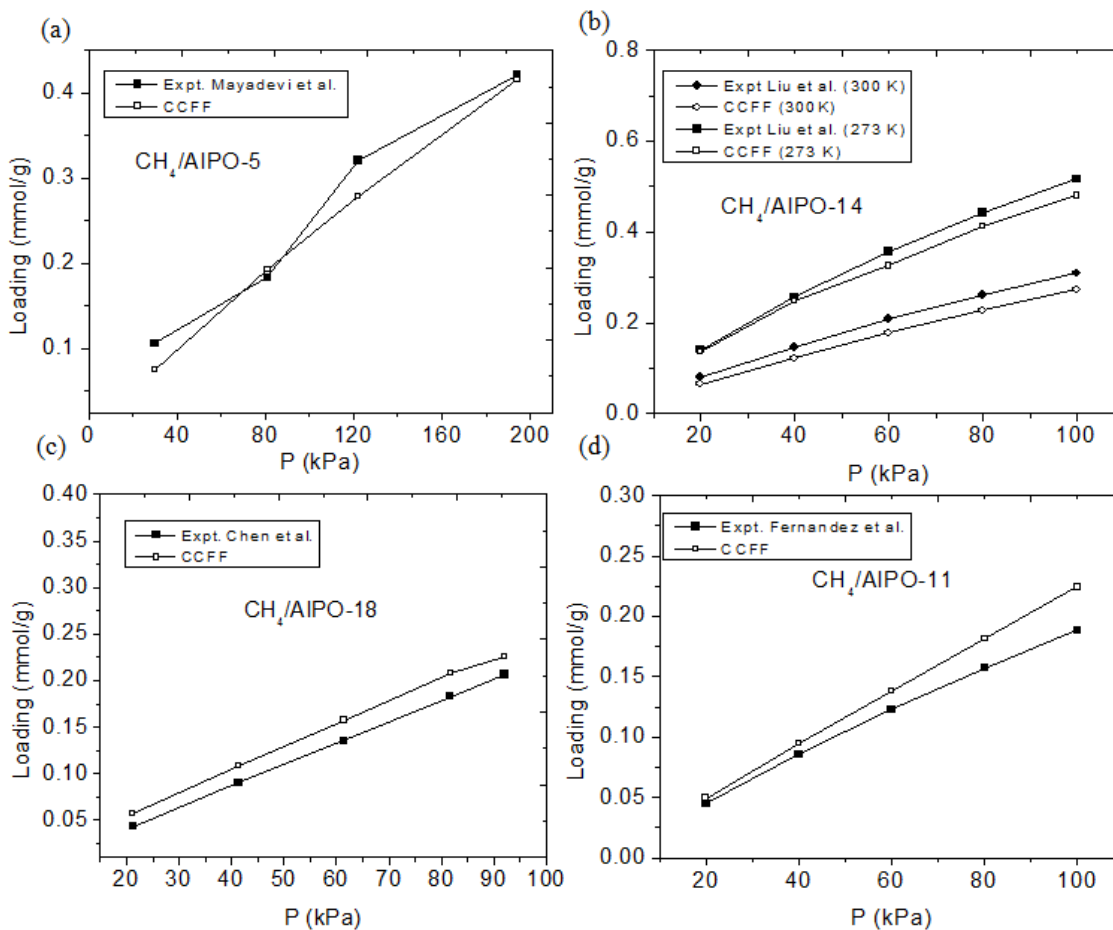 (a)
Expt. Mayadevi et al.
CCFF
CH4/AlPO-5
Loading (mmol/g)
0.4
0.3
0.2
0.1
0 40 80 120 160 200
P (kPa)
(b)
Expt Liu et al. (300 K)
CCFF (300 K)
Expt Liu et al. (273 K)
CCFF (273 K)
CH4/AlPO-14
Loading (mmol/g)
0.8
0.6
0.4
0.2
0.0
20 40 60 80 100
P (kPa)
(c)
Expt. Chen et al.
CCFF
CH4/AlPO-18
Loading (mmol/g)
0.40
0.35
0.30
0.25
0.20
0.15
0.10
0.05
20 30 40 50 60 70 80 90 100
P (kPa)
(d)
Expt. Fernandez et al.
CCFF
CH4/AlPO-11
Loading (mmol/g)
0.30
0.25
0.20
0.15
0.10
0.05
0.00
20 40 60 80 100
P (kPa)